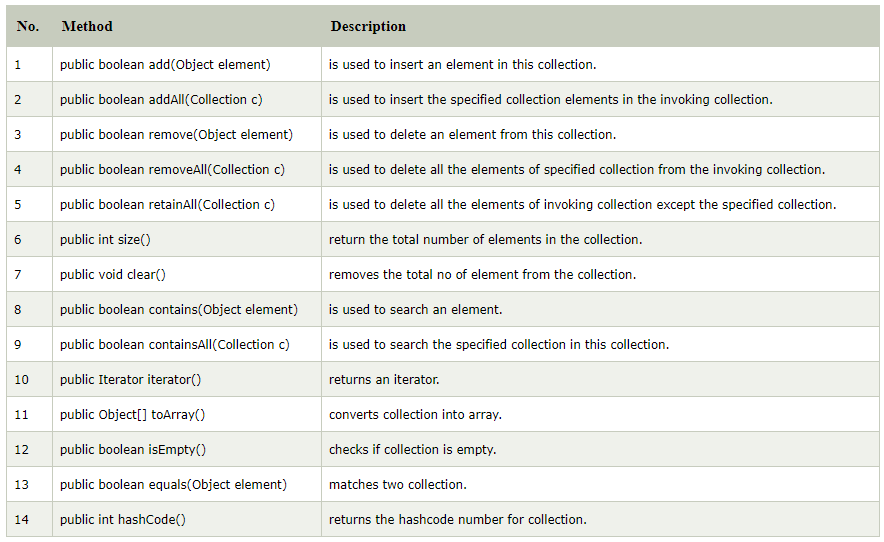 No. Method Description
1 public boolean add(Object element) is used to insert an element in this collection.
2 public boolean addAll(Collection c) is used to insert the specified collection elements in the invoking collection.
3 public boolean remove(Object element) is used to delete an element from this collection.
4 public boolean removeAll(Collection c) is used to delete all the elements of specified collection from the invoking collection.
5 public boolean retainAll(Collection c) is used to delete all the elements of invoking collection except the specified collection.
6 public int size() return the total number of elements in the collection.
7 public void clear() removes the total no of element from the collection.
8 public boolean contains(Object element) is used to search an element.
9 public boolean containsAll(Collection c) is used to search the specified collection in this collection.
10 public Iterator iterator() returns an iterator.
11 public Object[] toArray() converts collection into array.
12 public boolean isEmpty() checks if collection is empty.
13 public boolean equals(Object element) matches two collection.
14 public int hashCode() returns the hashcode number for collection.